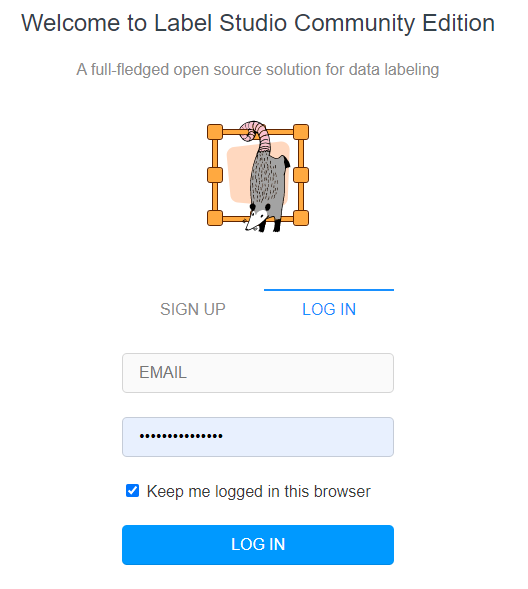 Welcome to Label Studio Community Edition
A full-fledged open source solution for data labeling
SIGN UP LOG IN
EMAIL
•••••••••••••••
Keep me logged in this browser
LOG IN